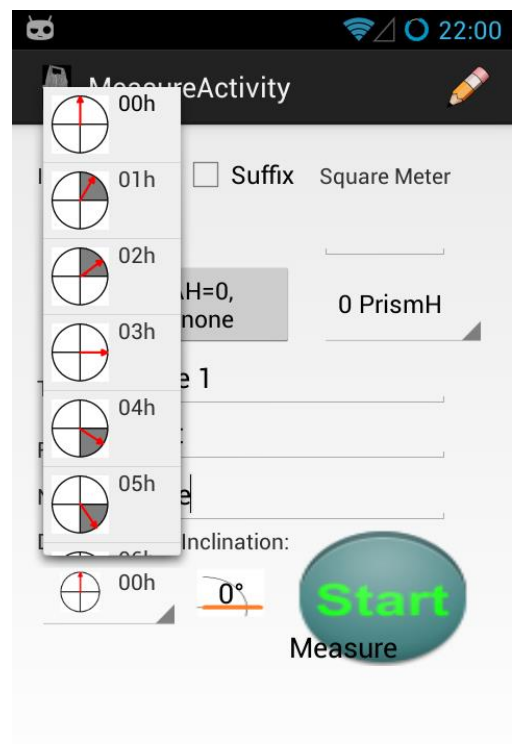 22:00
MeasureActivity
00h
01h
Suffix
Square Meter
02h
AH=0,
none
0 PrismH
03h
e 1
04h
05h
e
Inclination:
00h
0°
Start
Measure